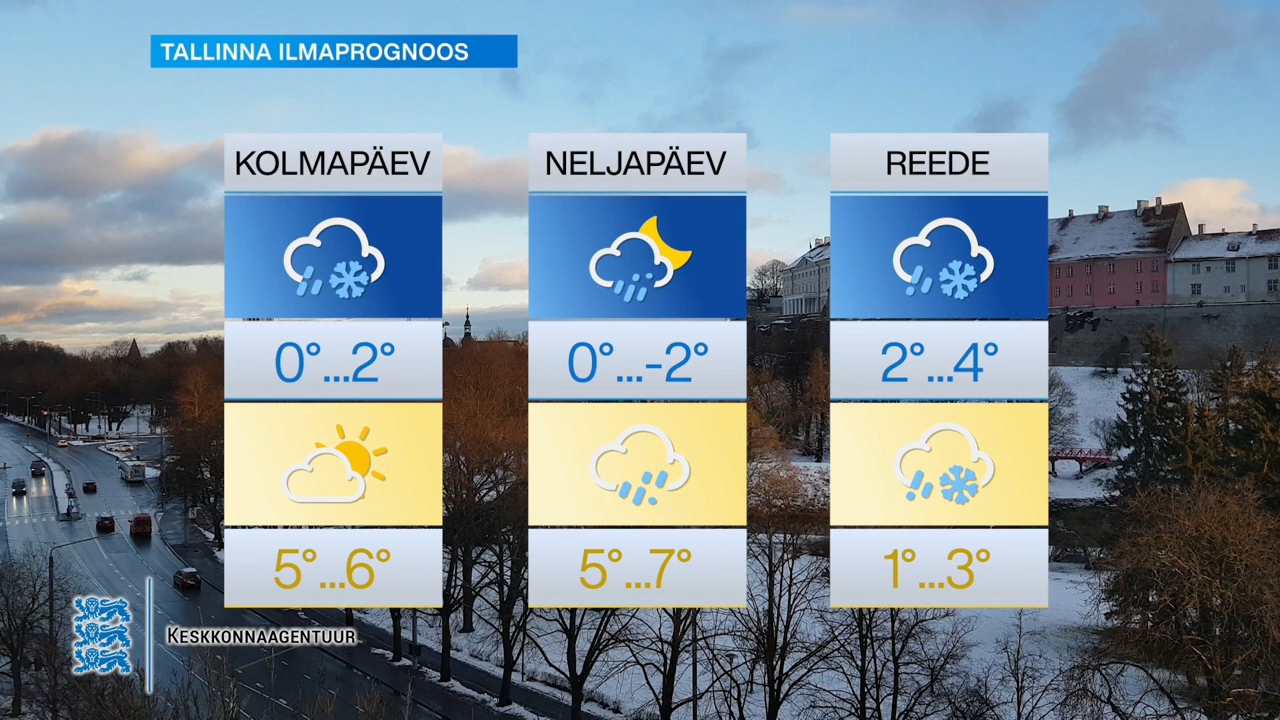 TALLINNA ILMAPROGNOOS
KOLMAPÄEV
0°...2°
5°...6°
NELJAPÄEV
0°...-2°
5°...7°
REEDE
2°...4°
1°...3°
KESKKONNAAGENTUUR